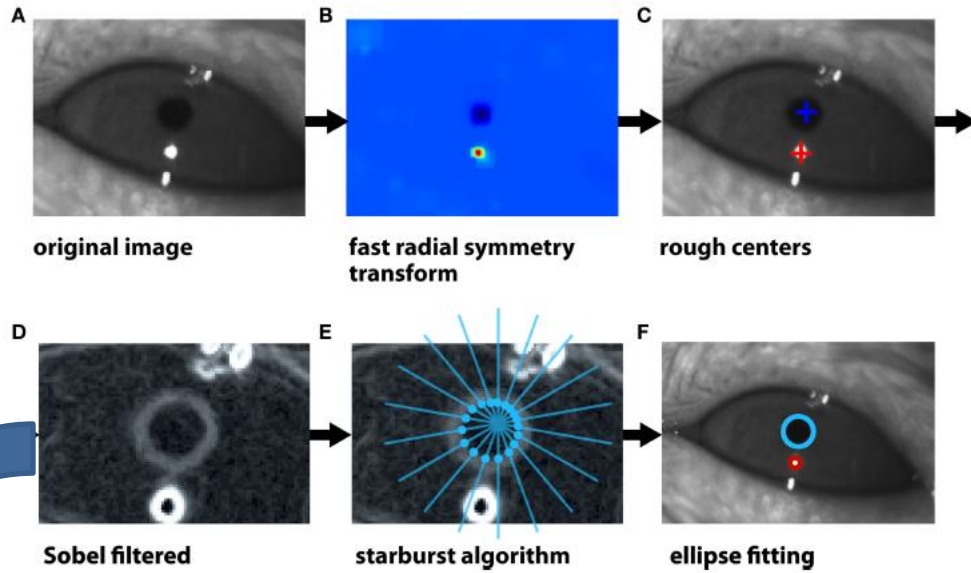 A
B
C
original image
fast radial symmetry
transform
rough centers
D
E
F
Sobel filtered
starburst algorithm
ellipse fitting